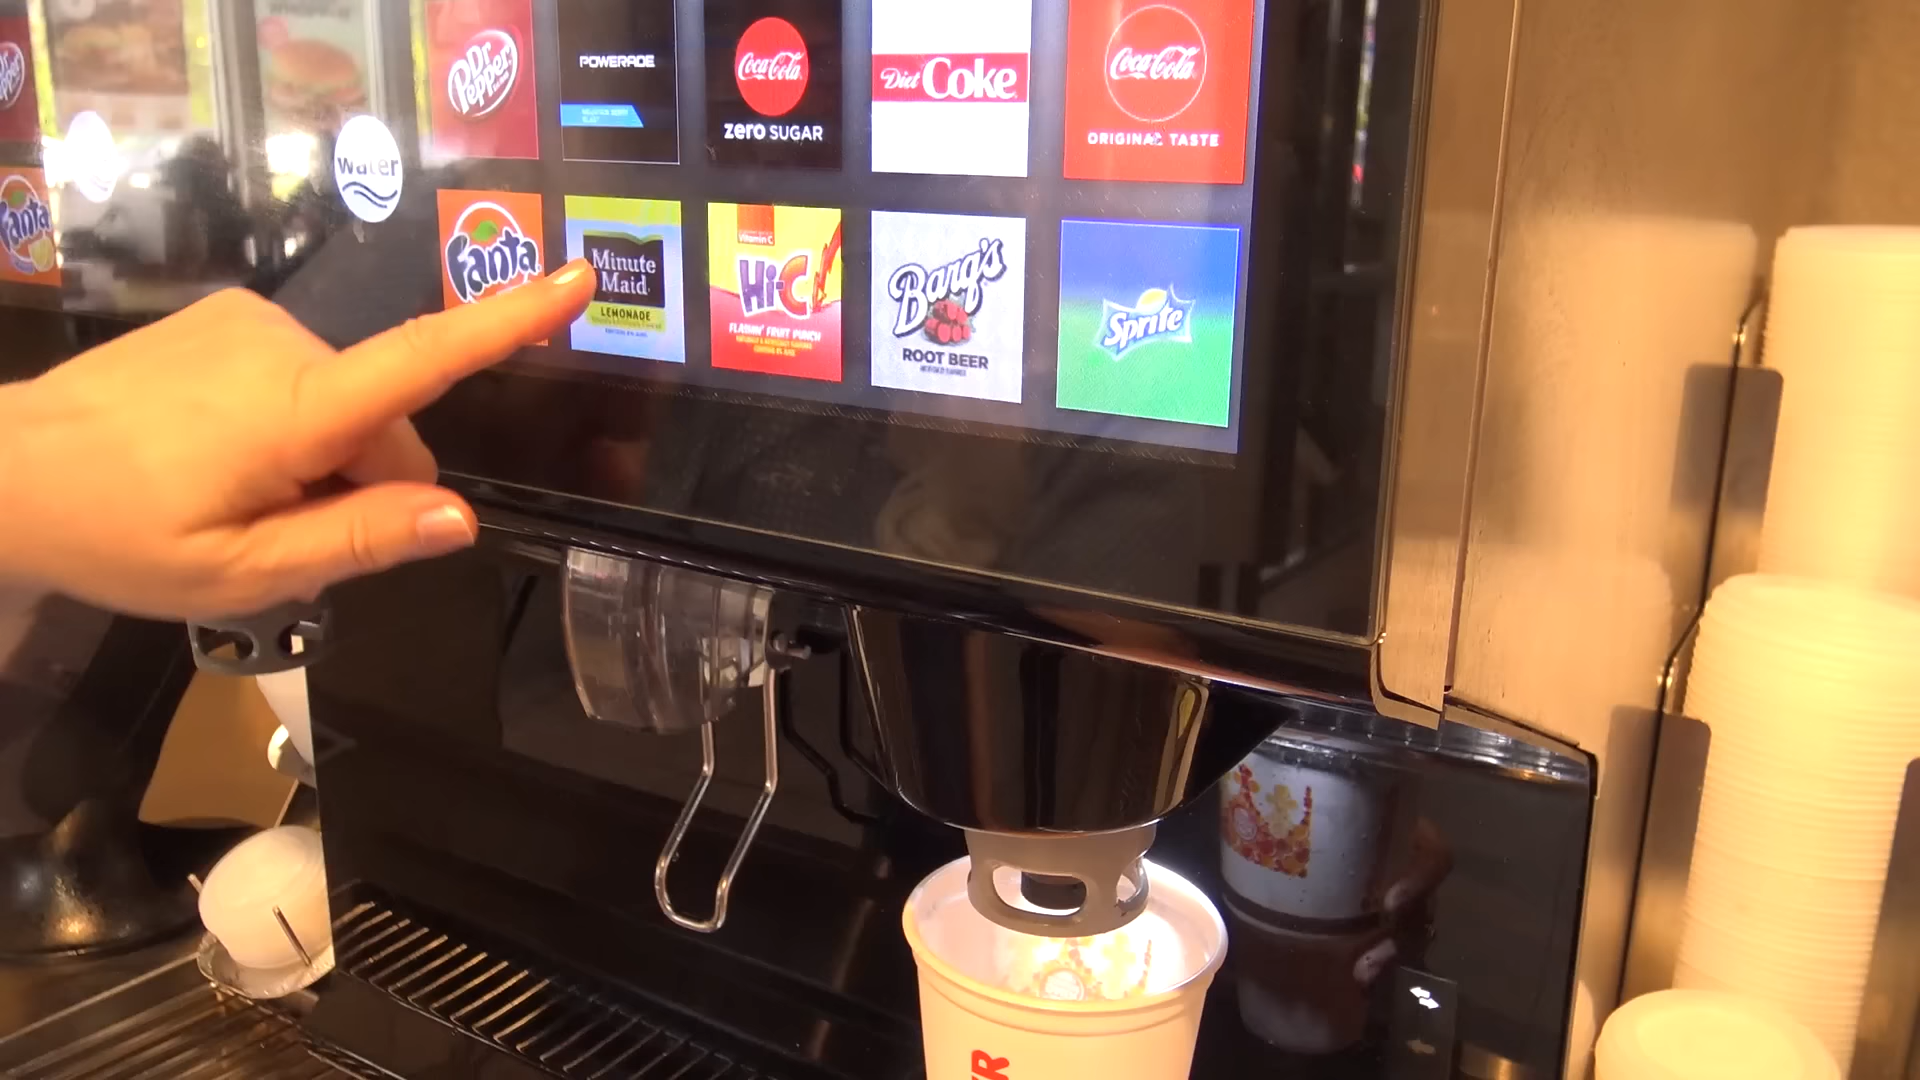 Dr Pepper
POWERADE
Coca-Cola
zero SUGAR
Diet Coke
Coca-Cola
ORIGINAL TASTE
water
Fanta
Fanta
Minute
Maid
LEMONADE
Vitamin C
Hi-C
FLASHIN' FRUIT PUNCH
Barq's
ROOT BEER
Sprite